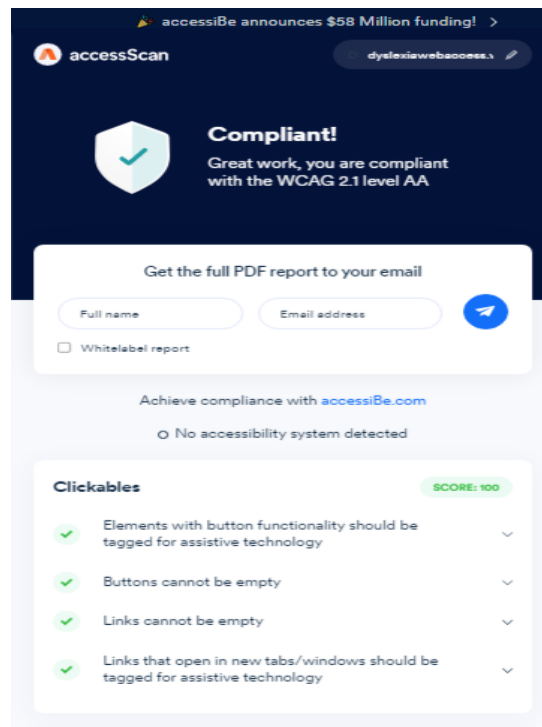 accessiBe announces $58 Million funding! >
accessScan
dyslexiawebaccess.
Compliant!
Great work, you are compliant
with the WCAG 2.1 level AA
Get the full PDF report to your email
Full name
Email address
Whitelabel report
Achieve compliance with accessiBe.com
No accessibility system detected
Clickables
SCORE: 100
Elements with button functionality should be
tagged for assistive technology
Buttons cannot be empty
Links cannot be empty
Links that open in new tabs/windows should be
tagged for assistive technology